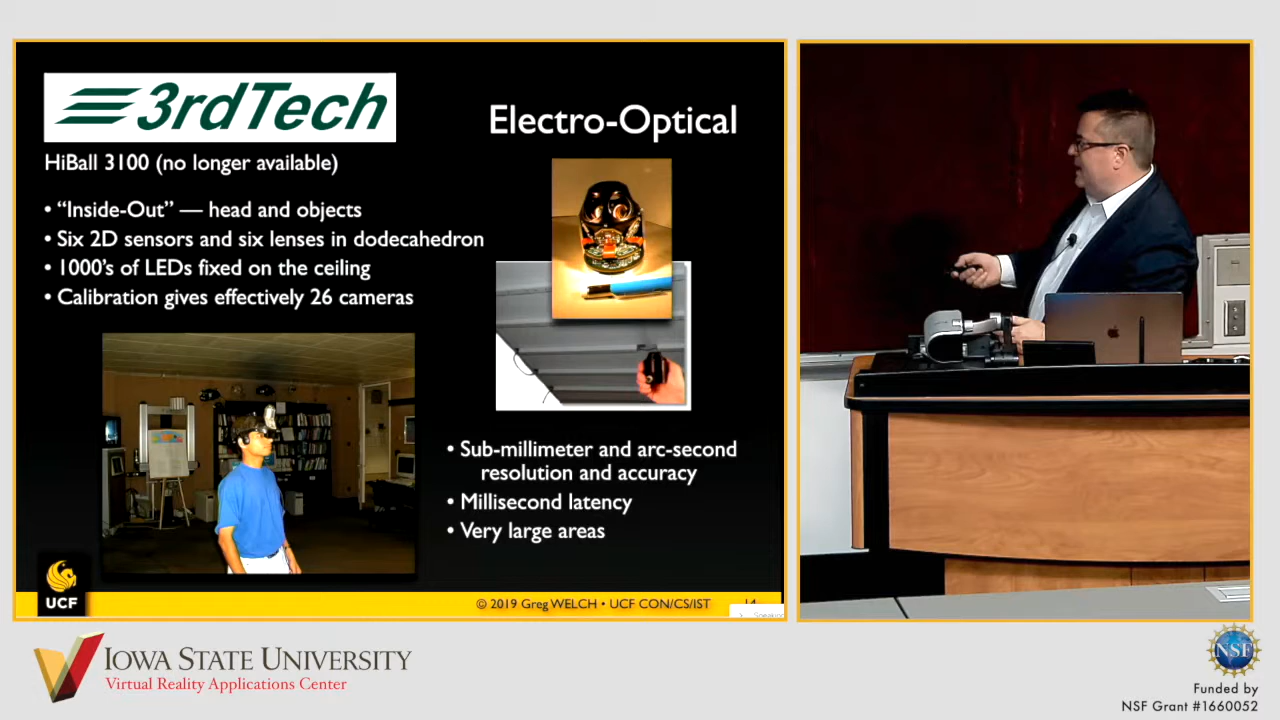 3rdTech
Electro-Optical
HiBall 3100 (no longer available)
• “Inside-Out” — head and objects
• Six 2D sensors and six lenses in dodecahedron
• 1000’s of LEDs fixed on the ceiling
• Calibration gives effectively 26 cameras
• Sub-millimeter and arc-second
resolution and accuracy
• Millisecond latency
• Very large areas
UCF
© 2019 Greg WELCH • UCF CON/CS/IST
IOWA STATE UNIVERSITY
Virtual Reality Applications Center
NSF
Funded by
NSF Grant #1660052